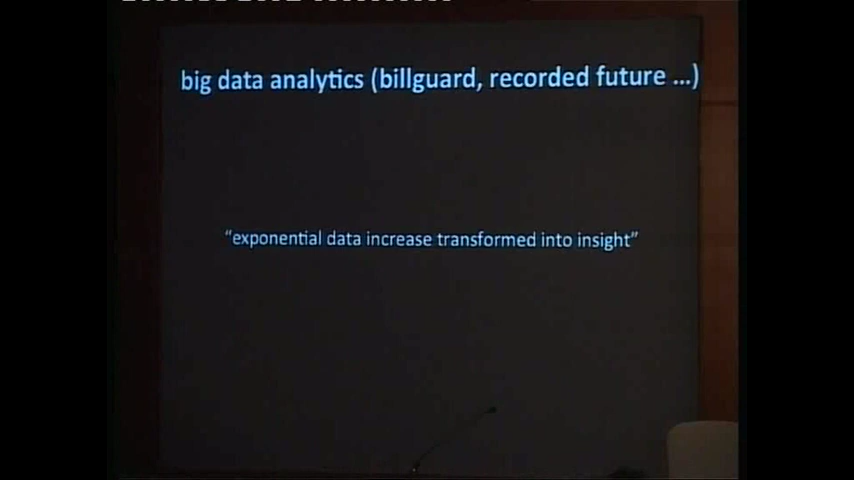 big data analytics (billguard, recorded future ...)
“exponential data increase transformed into insight”